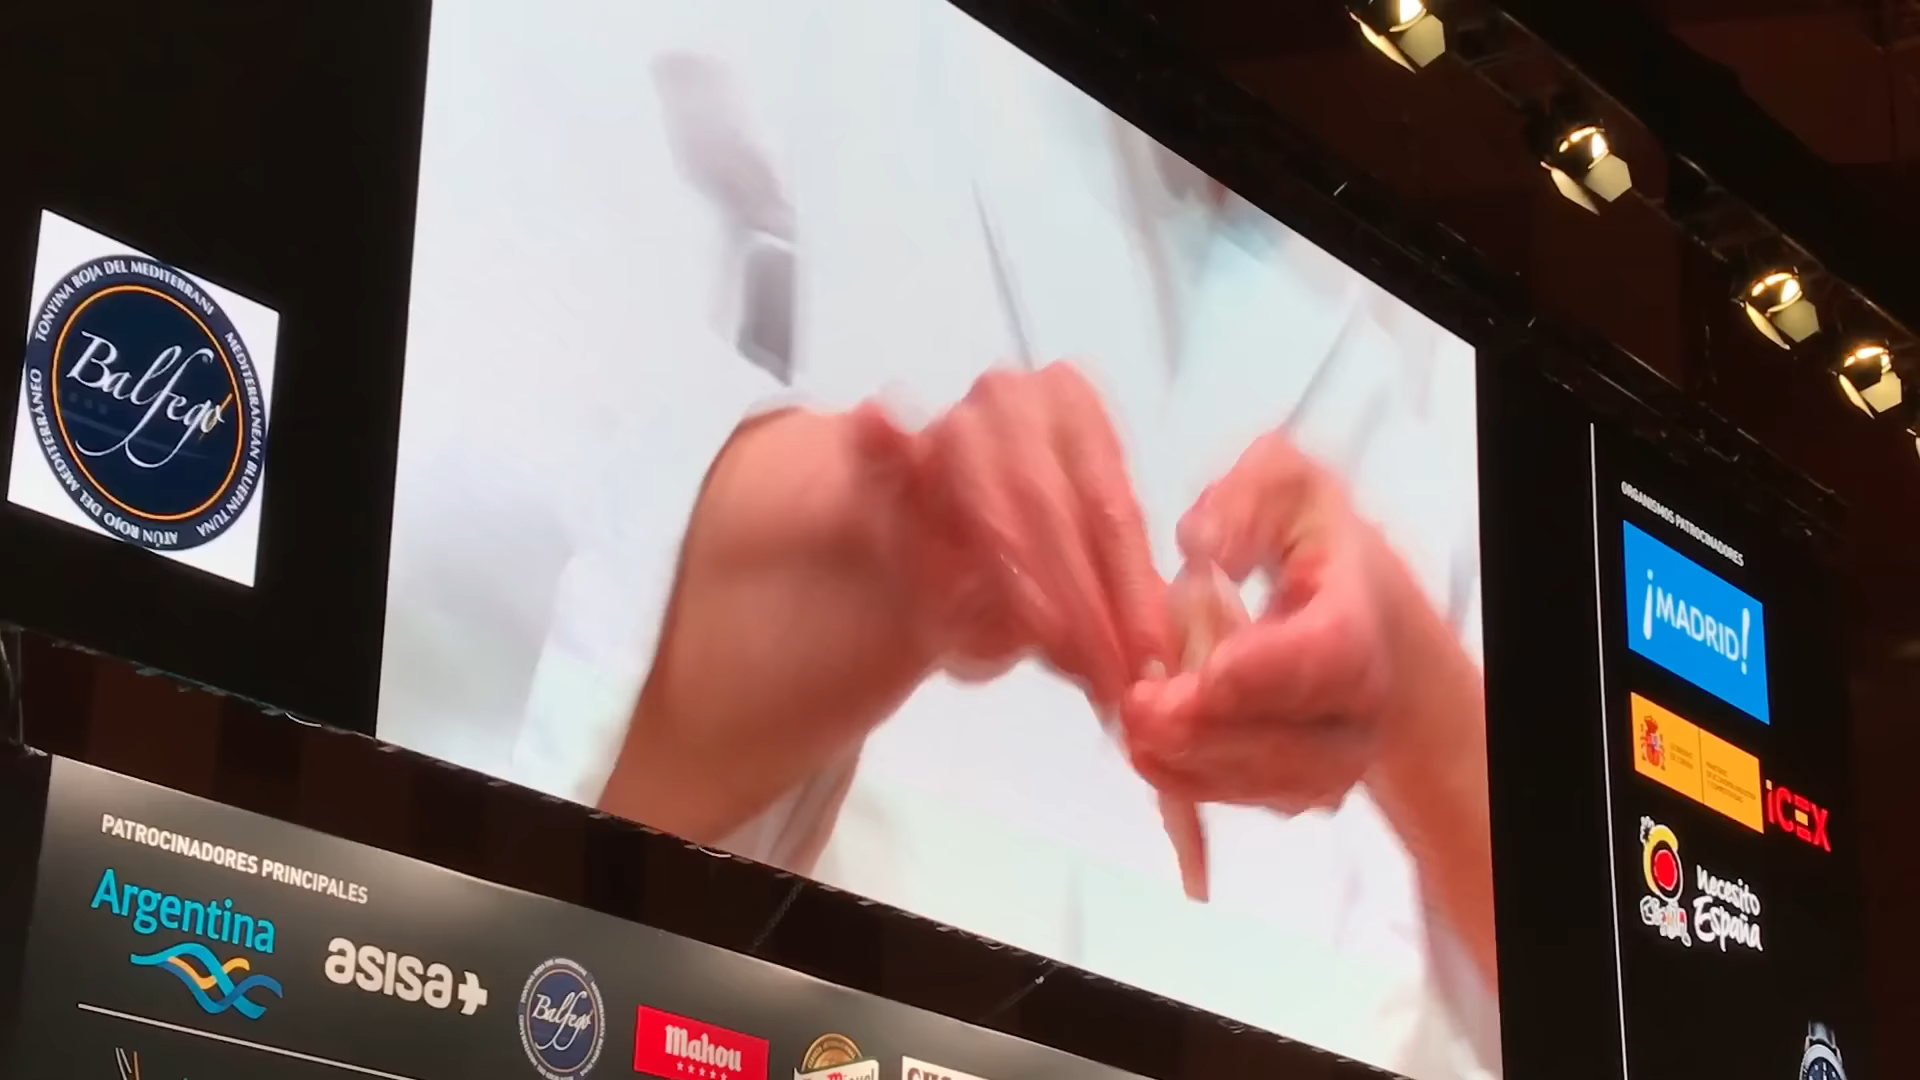 TONYINA ROJA DEL MEDITERRANI
MEDITERRANEAN BLUEFIN TUNA
ATÚN ROJO DEL MEDITERRÁNEO
Balfegó
ORGANISMOS PATROCINADORES
¡MADRID!
iCEX
Necesito
España
PATROCINADORES PRINCIPALES
Argentina
asisa
Balfegó
Mahou